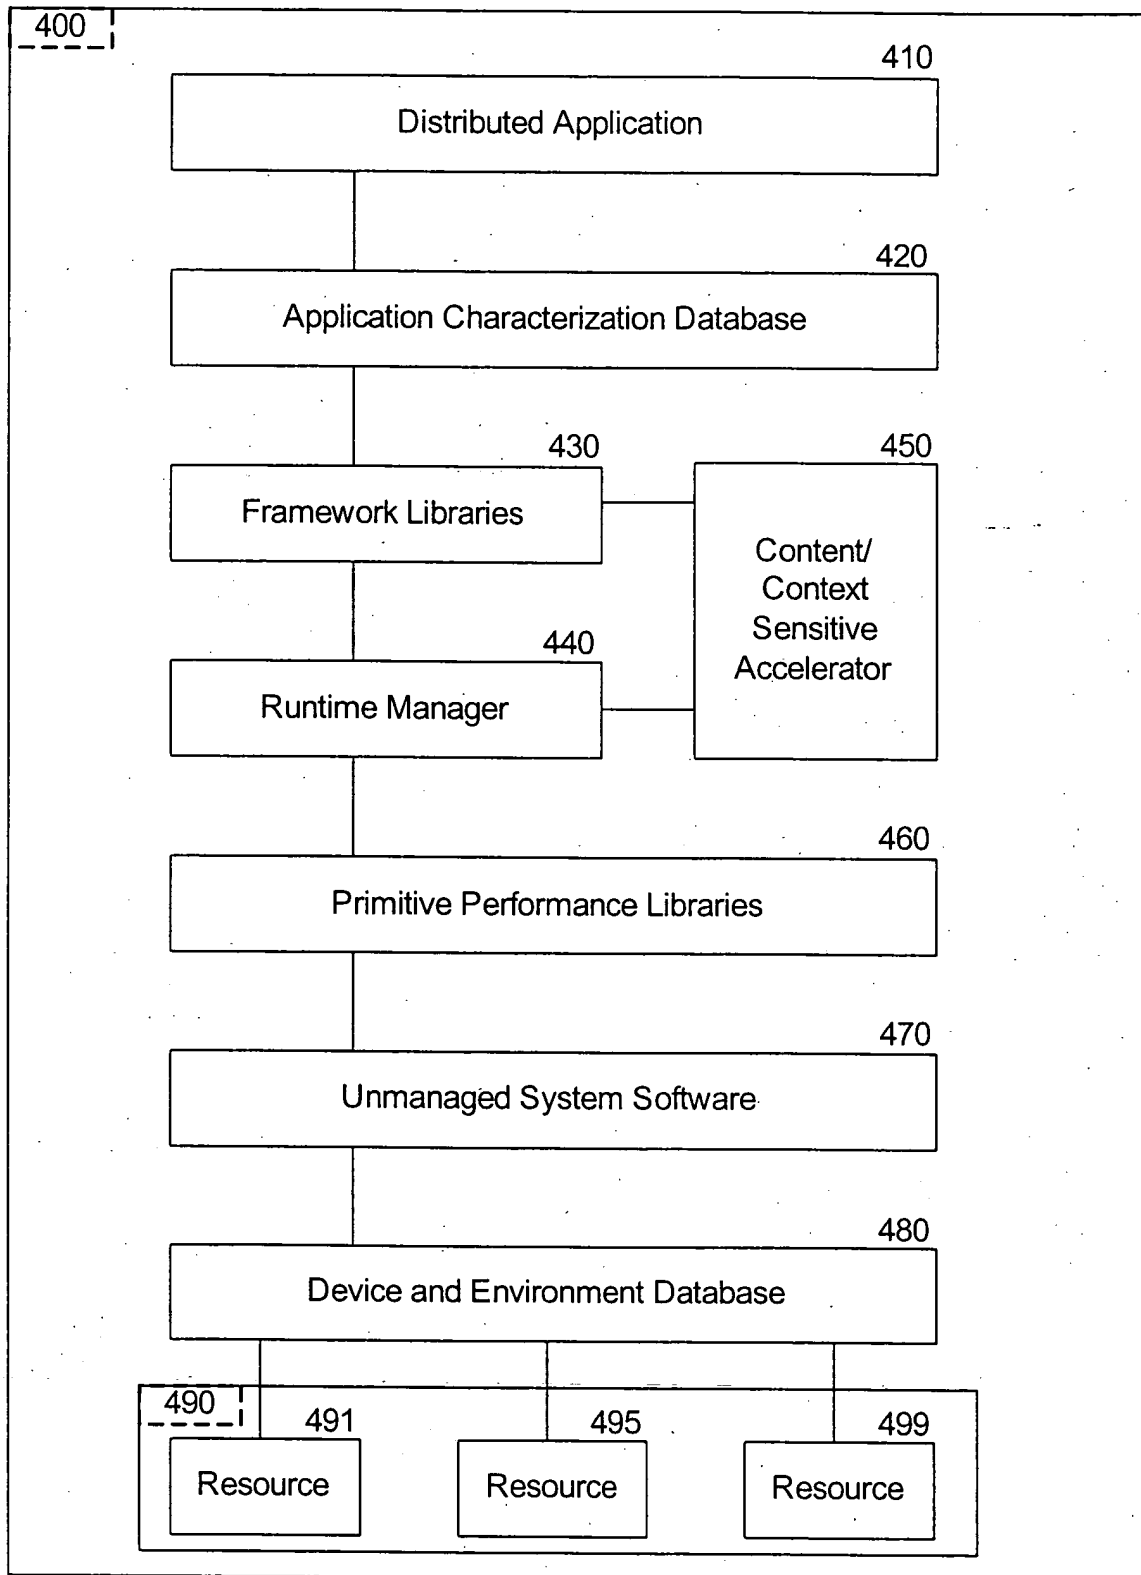 400
410
Distributed Application
420
Application Characterization Database
430
Framework Libraries
450
Content/
Context
Sensitive
Accelerator
440
Runtime Manager
460
Primitive Performance Libraries
470
Unmanaged System Software
480
Device and Environment Database
490
491
Resource
495
Resource
499
Resource